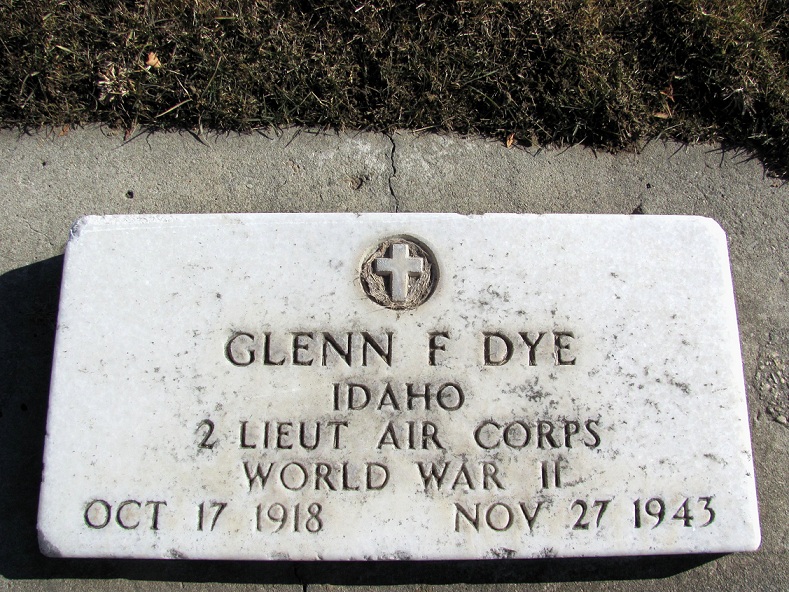 GLENN F DYE
IDAHO
2 LIEUT AIR CORPS
WORLD WAR II
OCT 17 1918 NOV 27 1943